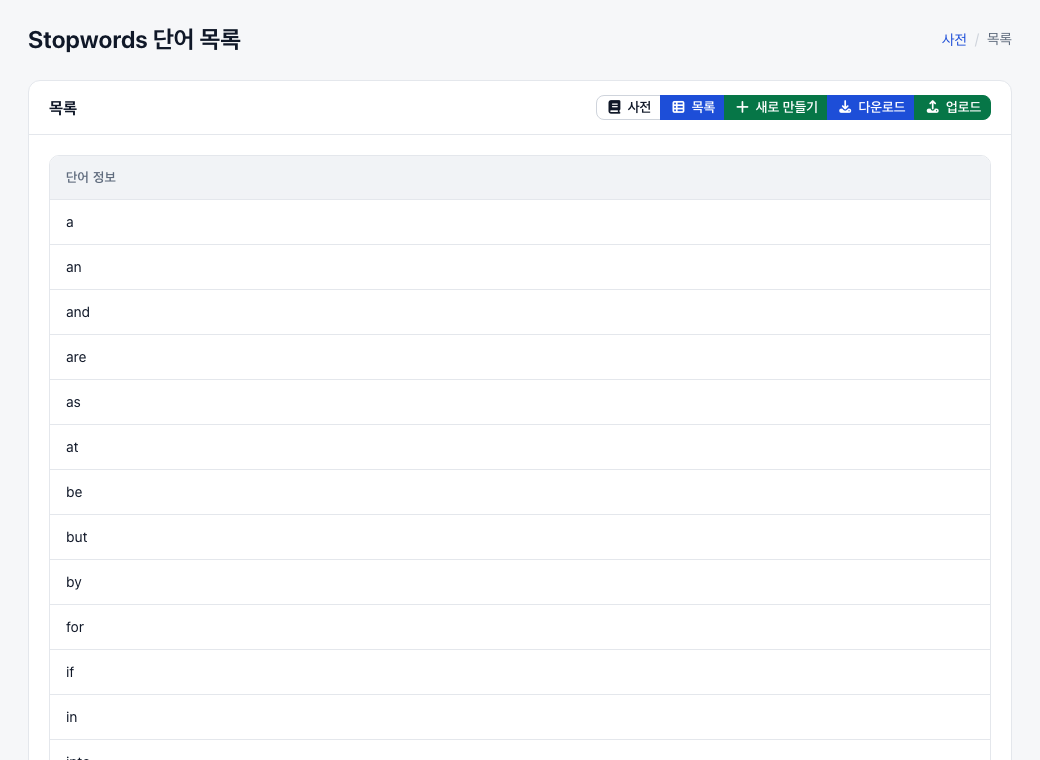 Stopwords 단어 목록
사전 / 목록
목록
사전 목록 새로 만들기 다운로드 업로드
단어 정보
a
an
and
are
as
at
be
but
by
for
if
in